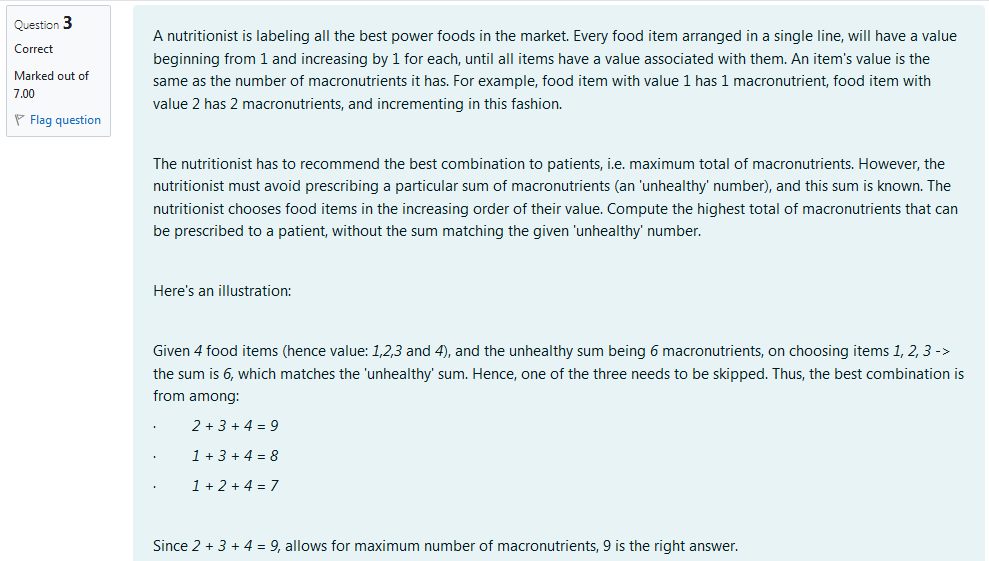 Question 3
Correct
Marked out of
7.00
Flag question
A nutritionist is labeling all the best power foods in the market. Every food item arranged in a single line, will have a value
beginning from 1 and increasing by 1 for each, until all items have a value associated with them. An item's value is the
same as the number of macronutrients it has. For example, food item with value 1 has 1 macronutrient, food item with
value 2 has 2 macronutrients, and incrementing in this fashion.
The nutritionist has to recommend the best combination to patients, i.e. maximum total of macronutrients. However, the
nutritionist must avoid prescribing a particular sum of macronutrients (an 'unhealthy' number), and this sum is known. The
nutritionist chooses food items in the increasing order of their value. Compute the highest total of macronutrients that can
be prescribed to a patient, without the sum matching the given 'unhealthy' number.
Here's an illustration:
Given 4 food items (hence value: 1,2,3 and 4), and the unhealthy sum being 6 macronutrients, on choosing items 1, 2, 3 ->
the sum is 6, which matches the 'unhealthy' sum. Hence, one of the three needs to be skipped. Thus, the best combination is
from among:
· 2 + 3 + 4 = 9
· 1 + 3 + 4 = 8
· 1 + 2 + 4 = 7
Since 2 + 3 + 4 = 9, allows for maximum number of macronutrients, 9 is the right answer.